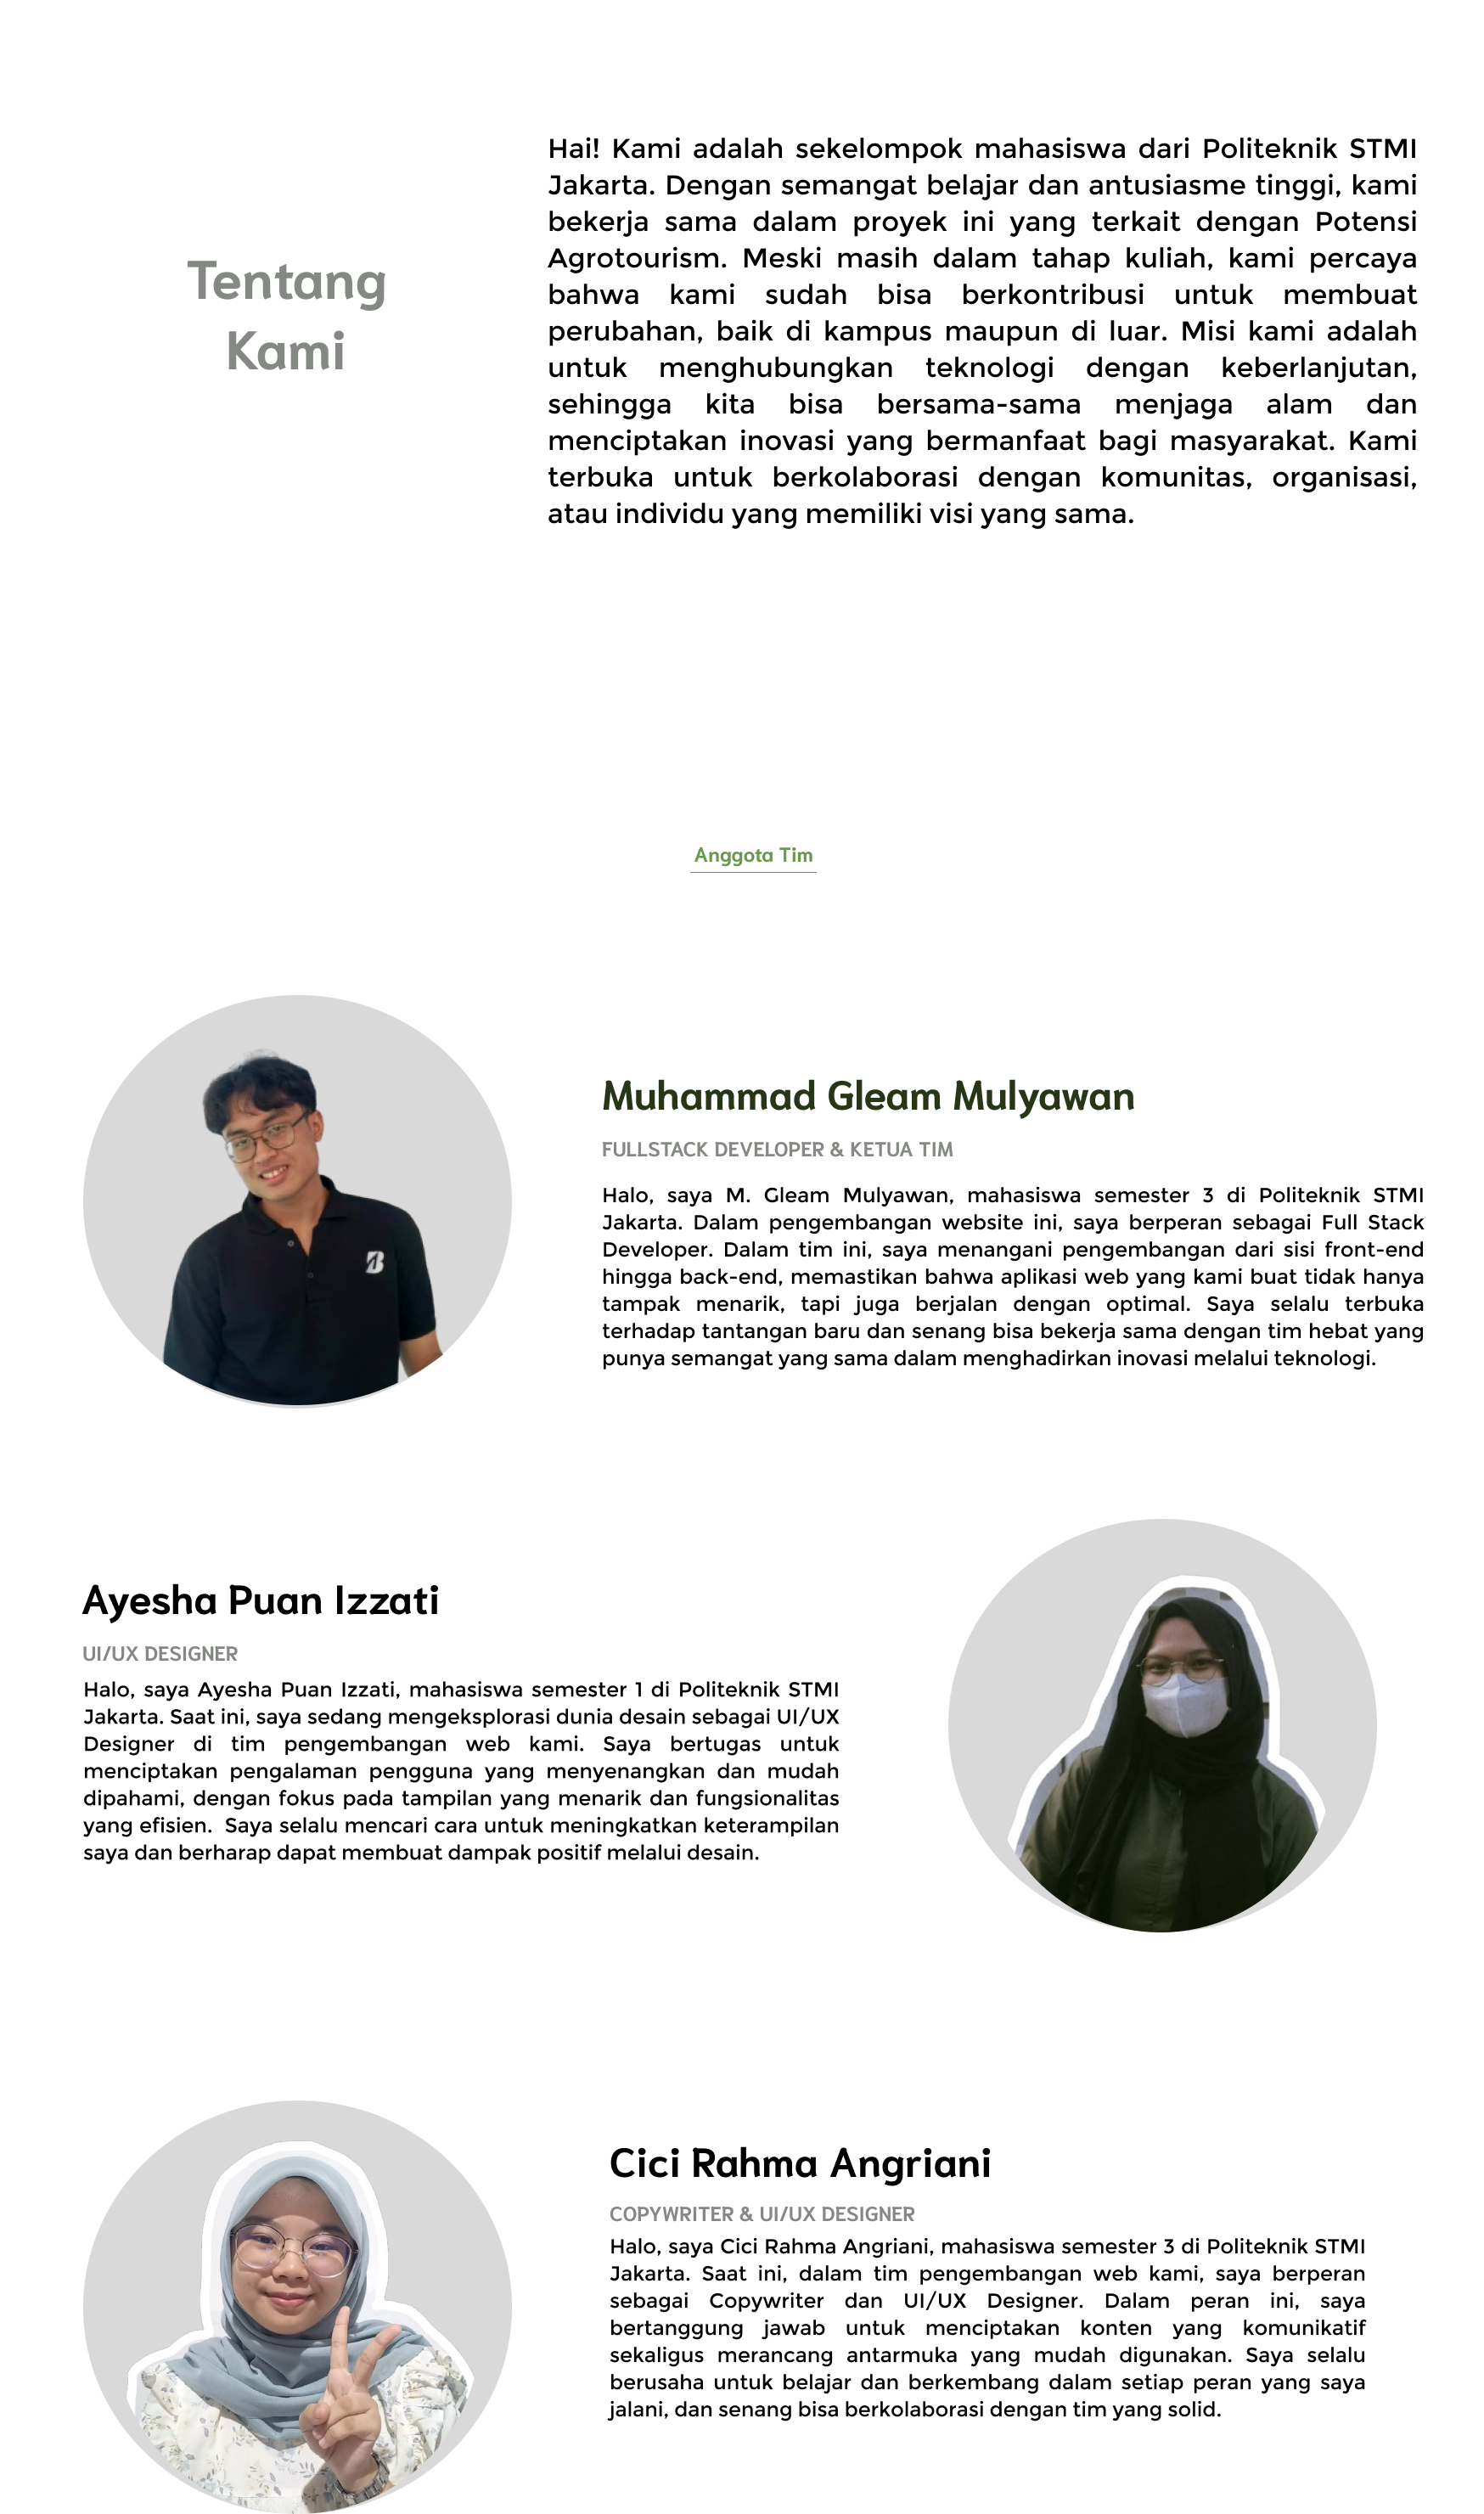 Tentang
Kami
Hai! Kami adalah sekelompok mahasiswa dari Politeknik STMI
Jakarta. Dengan semangat belajar dan antusiasme tinggi, kami
bekerja sama dalam proyek ini yang terkait dengan Potensi
Agrotourism. Meski masih dalam tahap kuliah, kami percaya
bahwa kami sudah bisa berkontribusi untuk membuat
perubahan, baik di kampus maupun di luar. Misi kami adalah
untuk menghubungkan teknologi dengan keberlanjutan,
sehingga kita bisa bersama-sama menjaga alam dan
menciptakan inovasi yang bermanfaat bagi masyarakat. Kami
terbuka untuk berkolaborasi dengan komunitas, organisasi,
atau individu yang memiliki visi yang sama.
Anggota Tim
Muhammad Gleam Mulyawan
FULLSTACK DEVELOPER & KETUA TIM
Halo, saya M. Gleam Mulyawan, mahasiswa semester 3 di Politeknik STMI
Jakarta. Dalam pengembangan website ini, saya berperan sebagai Full Stack
Developer. Dalam tim ini, saya menangani pengembangan dari sisi front-end
hingga back-end, memastikan bahwa aplikasi web yang kami buat tidak hanya
tampak menarik, tapi juga berjalan dengan optimal. Saya selalu terbuka
terhadap tantangan baru dan senang bisa bekerja sama dengan tim hebat yang
punya semangat yang sama dalam menghadirkan inovasi melalui teknologi.
B
Ayesha Puan Izzati
UI/UX DESIGNER
Halo, saya Ayesha Puan Izzati, mahasiswa semester 1 di Politeknik STMI
Jakarta. Saat ini, saya sedang mengeksplorasi dunia desain sebagai UI/UX
Designer di tim pengembangan web kami. Saya bertugas untuk
menciptakan pengalaman pengguna yang menyenangkan dan mudah
dipahami, dengan fokus pada tampilan yang menarik dan fungsionalitas
yang efisien. Saya selalu mencari cara untuk meningkatkan keterampilan
saya dan berharap dapat membuat dampak positif melalui desain.
Cici Rahma Angriani
COPYWRITER & UI/UX DESIGNER
Halo, saya Cici Rahma Angriani, mahasiswa semester 3 di Politeknik STMI
Jakarta. Saat ini, dalam tim pengembangan web kami, saya berperan
sebagai Copywriter dan UI/UX Designer. Dalam peran ini, saya
bertanggung jawab untuk menciptakan konten yang komunikatif
sekaligus merancang antarmuka yang mudah digunakan. Saya selalu
berusaha untuk belajar dan berkembang dalam setiap peran yang saya
jalani, dan senang bisa berkolaborasi dengan tim yang solid.